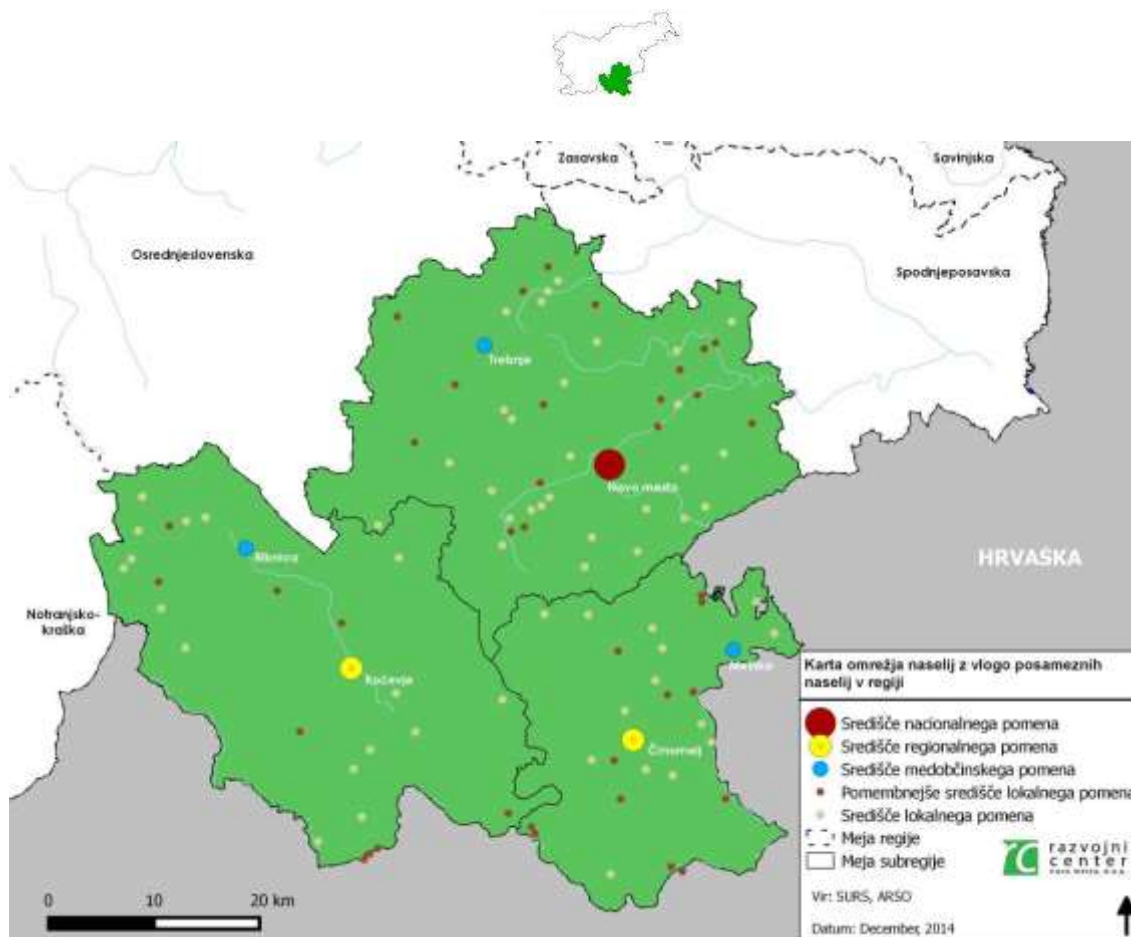 Zasavska
Savinjska
Osrednjeslovenska
Spodnjeposavska
Trebnje
Novo mesto
Ribnica
HRVAŠKA
Notranjsko-
kraška
Metlika
Kočevje
Črnomelj
Karta omrežja naselij z vlogo posameznih
naselij v regiji
Središče nacionalnega pomena
Središče regionalnega pomena
Središče medobčinskega pomena
Pomembnejše središče lokalnega pomena
Središče lokalnega pomena
Meja regije
Meja subregije
razvojni
center
Vir: SURS, ARSO
Datum: December, 2014
0 10 20 km